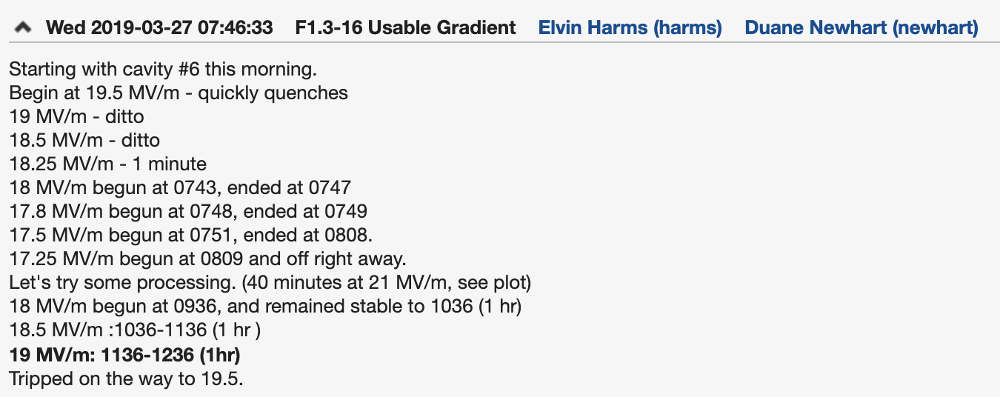 Wed 2019-03-27 07:46:33 F1.3-16 Usable Gradient Elvin Harms (harms) Duane Newhart (newhart)
Starting with cavity #6 this morning.
Begin at 19.5 MV/m - quickly quenches
19 MV/m - ditto
18.5 MV/m - ditto
18.25 MV/m - 1 minute
18 MV/m begun at 0743, ended at 0747
17.8 MV/m begun at 0748, ended at 0749
17.5 MV/m begun at 0751, ended at 0808.
17.25 MV/m begun at 0809 and off right away.
Let's try some processing. (40 minutes at 21 MV/m, see plot)
18 MV/m begun at 0936, and remained stable to 1036 (1 hr)
18.5 MV/m :1036-1136 (1 hr )
19 MV/m: 1136-1236 (1hr)
Tripped on the way to 19.5.